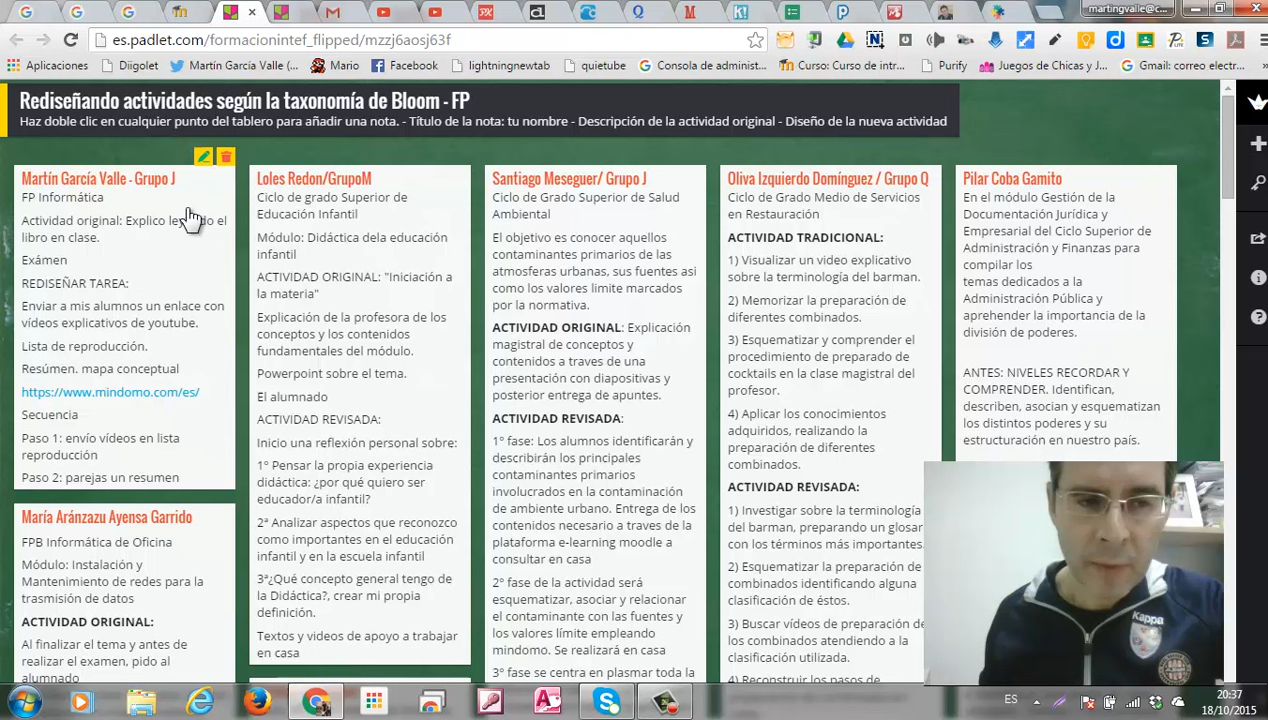 martingvalle@c...
es.padlet.com/formacionintef_flipped/mzzj6aosj63f
Aplicaciones
Diigolet
Martín García Valle (...
Mario
Facebook
lightningnewtab
quietube
Consola de administ...
Curso: Curso de intr...
Purify
Juegos de Chicas y J...
Gmail: correo electr...
Rediseñando actividades según la taxonomía de Bloom - FP
Haz doble clic en cualquier punto del tablero para añadir una nota. - Título de la nota: tu nombre - Descripción de la actividad original - Diseño de la nueva actividad
Martín García Valle - Grupo J
FP Informática
Actividad original: Explico le do el
libro en clase.
Exámen
REDISEÑAR TAREA:
Enviar a mis alumnos un enlace con
vídeos explicativos de youtube.
Lista de reproducción.
Resúmen. mapa conceptual
https://www.mindomo.com/es/
Secuencia
Paso 1: envío vídeos en lista
reproducción
Paso 2: parejas un resumen
María Aránzazu Ayensa Garrido
FPB Informática de Oficina
Módulo: Instalación y
Mantenimiento de redes para la
trasmisión de datos
ACTIVIDAD ORIGINAL:
Al finalizar el tema y antes de
realizar el examen, pido al
alumnado
Loles Redon/GrupoM
Ciclo de grado Superior de
Educación Infantil
Módulo: Didáctica dela educación
infantil
ACTIVIDAD ORIGINAL: "Iniciación a
la materia"
Explicación de la profesora de los
conceptos y los contenidos
fundamentales del módulo.
Powerpoint sobre el tema.
El alumnado
ACTIVIDAD REVISADA:
Inicio una reflexión personal sobre:
1º Pensar la propia experiencia
didáctica: ¿por qué quiero ser
educador/a infantil?
2ª Analizar aspectos que reconozco
como importantes en el educación
infantil y en la escuela infantil
3ª¿Qué concepto general tengo de
la Didáctica?, crear mi propia
definición.
Textos y videos de apoyo a trabajar
en casa
Santiago Meseguer/ Grupo J
Ciclo de Grado Superior de Salud
Ambiental
El objetivo es conocer aquellos
contaminantes primarios de las
atmosferas urbanas, sus fuentes asi
como los valores limite marcados
por la normativa.
ACTIVIDAD ORIGINAL: Explicación
magistral de conceptos y
contenidos a traves de una
presentación con diapositivas y
posterior entrega de apuntes.
ACTIVIDAD REVISADA:
1º fase: Los alumnos identificarán y
describirán los principales
contaminantes primarios
involucrados en la contaminación
de ambiente urbano. Entrega de los
contenidos necesario a traves de la
plataforma e-learning moodle a
consultar en casa
2º fase de la actividad será
esquematizar, asociar y relacionar
el contaminante con las fuentes y
los valores límite empleando
mindomo. Se realizará en casa
3º fase se centra en plasmar toda la
Oliva Izquierdo Domínguez / Grupo Q
Ciclo de Grado Medio de Servicios
en Restauración
ACTIVIDAD TRADICIONAL:
1) Visualizar un video explicativo
sobre la terminología del barman.
2) Memorizar la preparación de
diferentes combinados.
3) Esquematizar y comprender el
procedimiento de preparado de
cocktails en la clase magistral del
profesor.
4) Aplicar los conocimientos
adquiridos, realizando la
preparación de diferentes
combinados.
ACTIVIDAD REVISADA:
1) Investigar sobre la terminología
del barman, preparando un glosar
con los términos más importantes.
2) Esquematizar la preparación de
combinados identificando alguna
clasificación de éstos.
3) Buscar vídeos de preparación de
los combinados atendiendo a la
clasificación utilizada.
4) Reconstruir los pasos de
Pilar Coba Gamito
En el módulo Gestión de la
Documentación Jurídica y
Empresarial del Ciclo Superior de
Administración y Finanzas para
compilar los
temas dedicados a la
Administración Pública y
aprehender la importancia de la
división de poderes.
ANTES: NIVELES RECORDAR Y
COMPRENDER. Identifican,
describen, asocian y esquematizan
los distintos poderes y su
estructuración en nuestro país.
Kappa
ES
20:37
18/10/2015